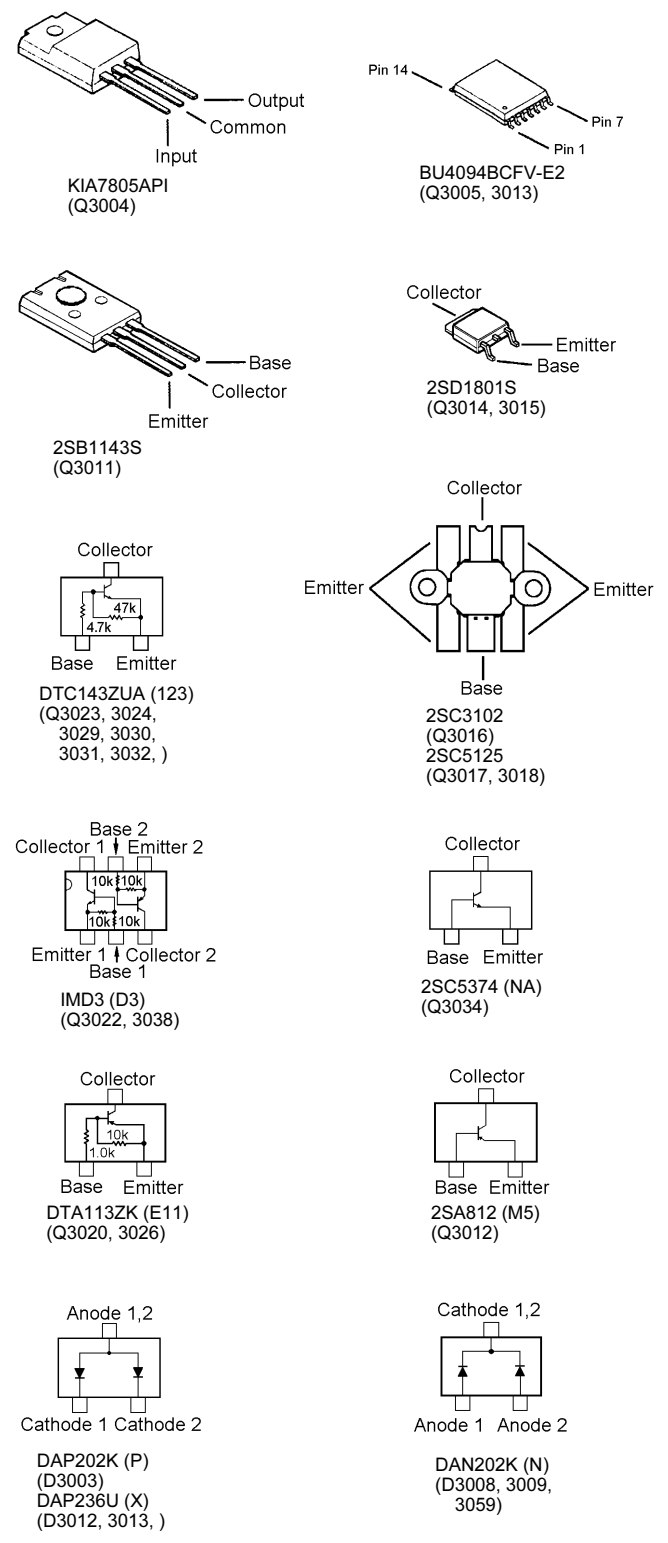 Output
Common
Input
KIA7805API
(Q3004)
Pin 14
Pin 7
Pin 1
BU4094BCFV-E2
(Q3005, 3013)
Base
Collector
Emitter
2SB1143S
(Q3011)
Collector
Emitter
Base
2SD1801S
(Q3014, 3015)
Collector
47k
4.7k
Base Emitter
DTC143ZUA (123)
(Q3023, 3024,
3029, 3030,
3031, 3032, )
Collector
Emitter
Emitter
Base
2SC3102
(Q3016)
2SC5125
(Q3017, 3018)
Base 2
Collector 1 Emitter 2
10k 10k
10k 10k
Emitter 1 Collector 2
Base 1
IMD3 (D3)
(Q3022, 3038)
Collector
Base Emitter
2SC5374 (NA)
(Q3034)
Collector
10k
1.0k
Base Emitter
DTA113ZK (E11)
(Q3020, 3026)
Collector
Base Emitter
2SA812 (M5)
(Q3012)
Anode 1,2
Cathode 1 Cathode 2
DAP202K (P)
(D3003)
DAP236U (X)
(D3012, 3013, )
Cathode 1,2
Anode 1 Anode 2
DAN202K (N)
(D3008, 3009,
3059)